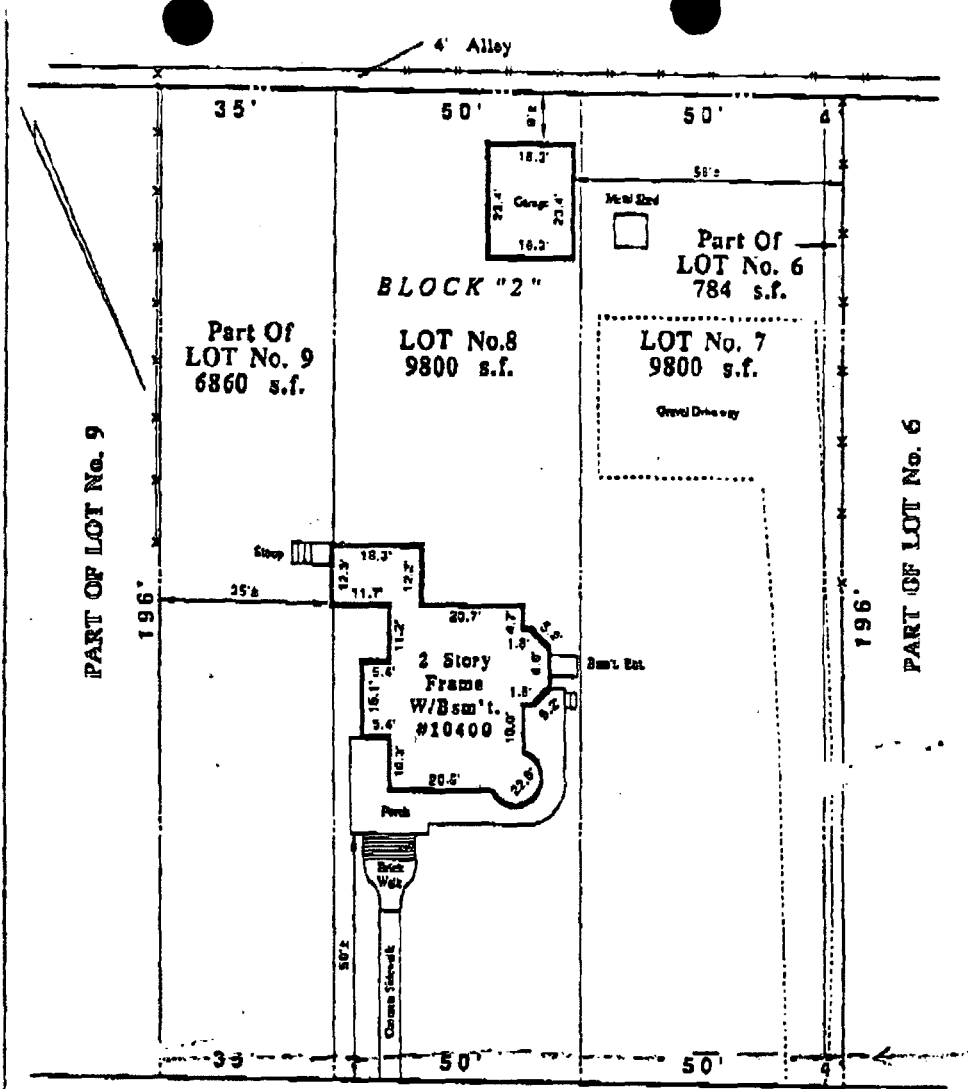 4' Alley
35'
50'
50'
4
9'±
18.3'
58'±
23.4'
Garage
23.4'
18.3'
Metal Shed
Part Of
LOT No. 6
784 s.f.
BLOCK "2"
Part Of
LOT No. 9
6860 s.f.
LOT No.8
9800 s.f.
LOT No. 7
9800 s.f.
Gravel Driveway
PART OF LOT No. 9
196'
196'
PART OF LOT No. 6
Stoop
18.3'
12.3'
12.2'
11.7'
35'±
20.7'
4.7'
11.2'
1.8'
2 Story
Frame
W/Bsm't.
#10400
Bsm't. Ent.
5.4'
15.1'
5.4'
6.6'
1.8'
10.0'
20.6'
22.6'
Porch
Brick
Walk
50'±
Concrete Sidewalk
50'
50'
4